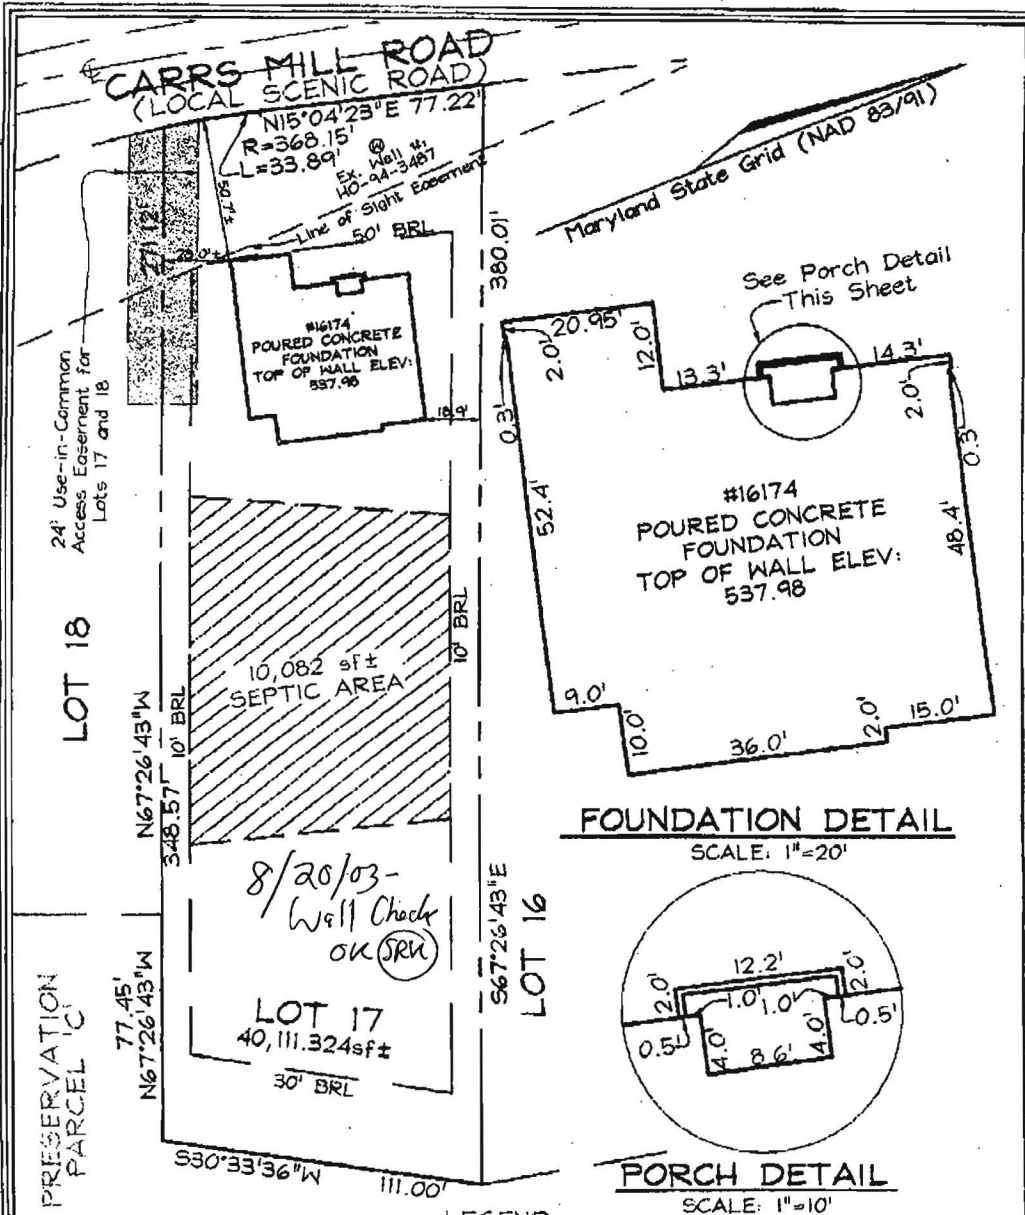 CARRS MILL ROAD
(LOCAL SCENIC ROAD)
N15°04'23"E 77.22'
R=368.15'
L=33.89'
Ex. Well
HO-94-3487
Line of Sight Easement
50' BRL
50.7'±
271.12
380.01'
Maryland State Grid (NAD 83/91)
#16174
POURED CONCRETE
FOUNDATION
TOP OF WALL ELEV:
537.98
18.9'
24' Use-in-Common
Access Easement for
Lots 17 and 18
LOT 18
10,082 sf±
SEPTIC AREA
10' BRL
10' BRL
N67°26'43"W
348.57'
8/20/03-
Wall Check
OK SRK
S67°26'43"E
LOT 16
LOT 17
40,111.324sf±
30' BRL
77.45'
N67°26'43"W
PRESERVATION
PARCEL 'C'
S30°33'36"W
111.00'
See Porch Detail
This Sheet
20.95'
2.0'
12.0'
13.3'
14.3'
2.0'
0.3'
0.3'
52.4'
48.4'
#16174
POURED CONCRETE
FOUNDATION
TOP OF WALL ELEV:
537.98
9.0'
10.0'
36.0'
2.0'
15.0'
FOUNDATION DETAIL
SCALE: 1"=20'
12.2'
2.0'
2.0'
1.0'
1.0'
0.5'
0.5'
4.0'
4.0'
8.6'
PORCH DETAIL
SCALE: 1"=10'
LEGEND